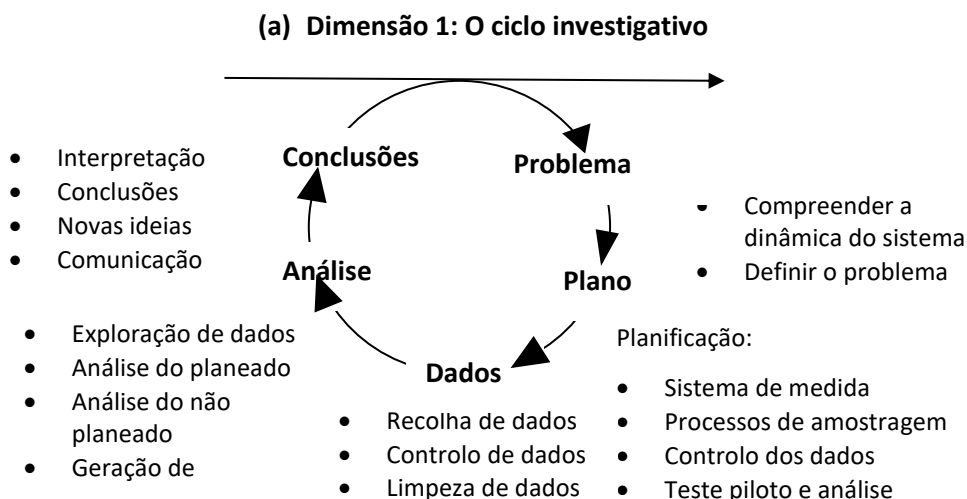 (a) Dimensão 1: O ciclo investigativo
Conclusões
Problema
• Interpretação
• Conclusões
• Novas ideias
• Comunicação
• Compreender a
dinâmica do sistema
• Definir o problema
Análise
Plano
• Exploração de dados
• Análise do planeado
• Análise do não
planeado
• Geração de
Dados
• Recolha de dados
• Controlo de dados
• Limpeza de dados
Planificação:
• Sistema de medida
• Processos de amostragem
• Controlo dos dados
• Teste piloto e análise